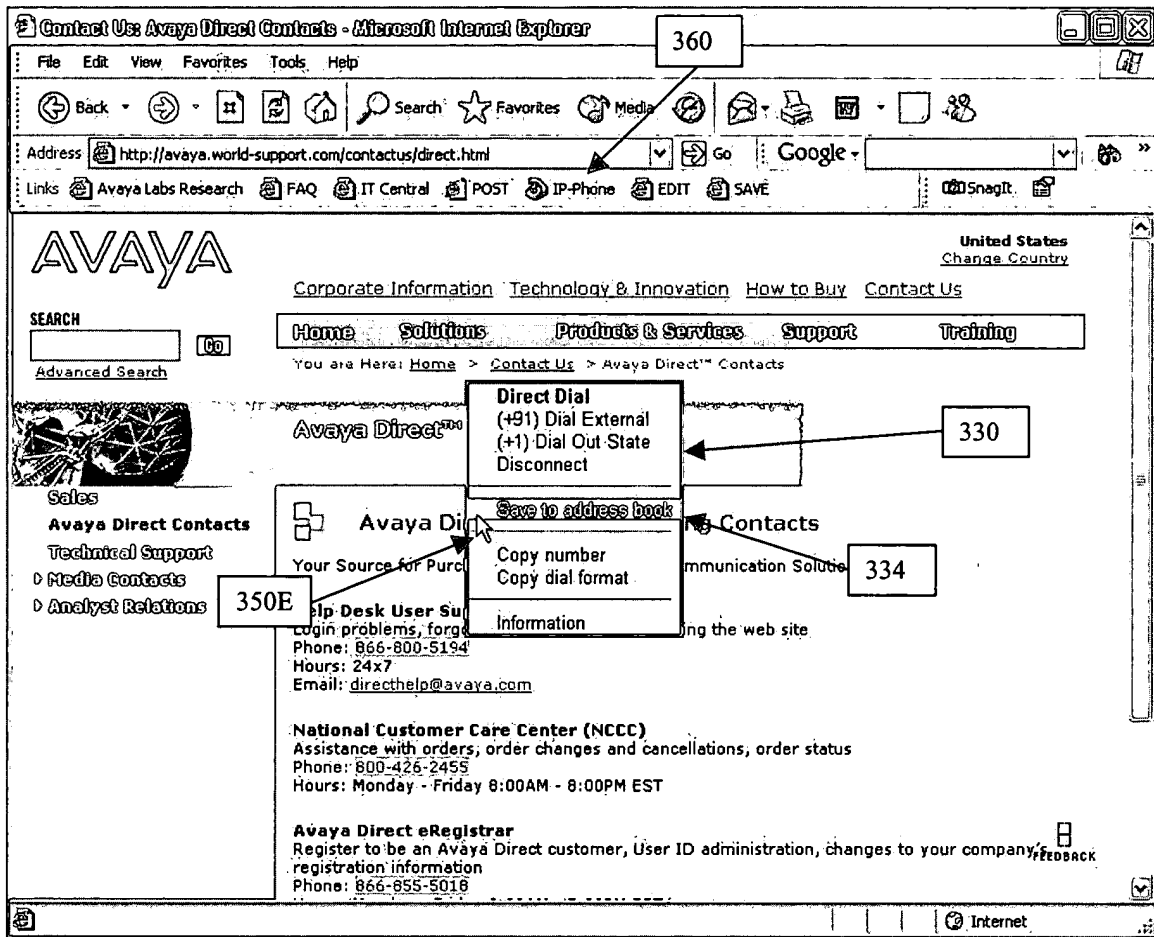 Contact Us: Avaya Direct Contacts - Microsoft Internet Explorer
360
File Edit View Favorites Tools Help
Back Search Favorites Media
Address http://avaya.world-support.com/contactus/direct.html Go Google
Links Avaya Labs Research FAQ IT Central POST IP-Phone EDIT SAVE SnagIt
AVAYA
United States
Change Country
Corporate Information Technology & Innovation How to Buy Contact Us
SEARCH
Go
Advanced Search
Home Solutions Products & Services Support Training
You are Here: Home > Contact Us > Avaya Direct™ Contacts
Avaya Direct™
Direct Dial
(+91) Dial External
(+1) Dial Out State
Disconnect
330
Save to address book
Copy number
Copy dial format
Information
334
350E
Sales
Avaya Direct Contacts
Technical Support
Media Contacts
Analyst Relations
Avaya Di ng Contacts
Your Source for Purc mmunication Solutio
elp Desk User Su
Login problems, forg ing the web site
Phone: 866-800-5194
Hours: 24x7
Email: directhelp@avaya.com
National Customer Care Center (NCCC)
Assistance with orders, order changes and cancellations, order status
Phone: 800-426-2455
Hours: Monday - Friday 8:00AM - 8:00PM EST
Avaya Direct eRegistrar
Register to be an Avaya Direct customer, User ID administration, changes to your company's
registration information
Phone: 866-855-5018
FEEDBACK
Internet